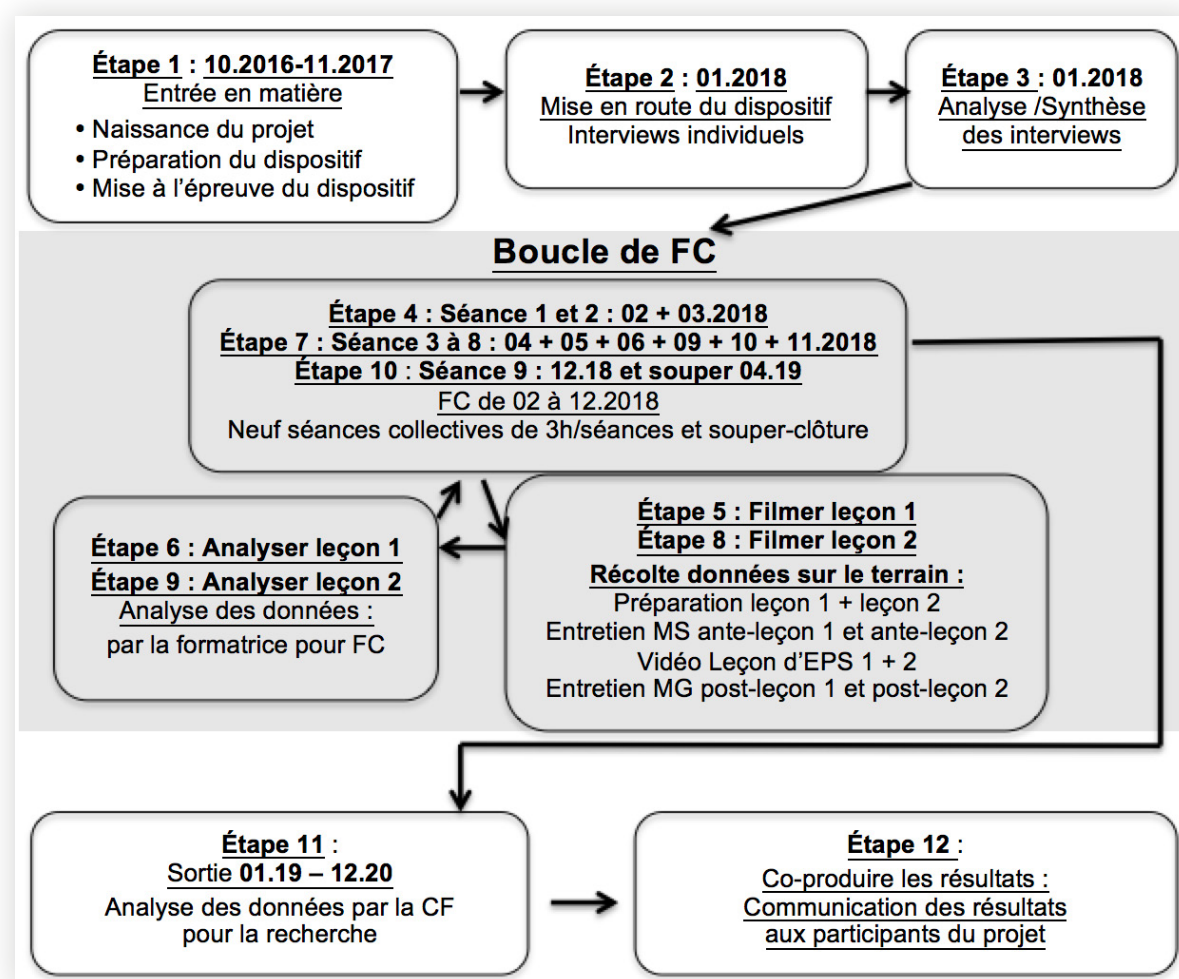 Étape 1 : 10.2016-11.2017
Entrée en matière
• Naissance du projet
• Préparation du dispositif
• Mise à l'épreuve du dispositif
Étape 2 : 01.2018
Mise en route du dispositif
Interviews individuels
Étape 3 : 01.2018
Analyse /Synthèse
des interviews
Boucle de FC
Étape 4 : Séance 1 et 2 : 02 + 03.2018
Étape 7 : Séance 3 à 8 : 04 + 05 + 06 + 09 + 10 + 11.2018
Étape 10 : Séance 9 : 12.18 et souper 04.19
FC de 02 à 12.2018
Neuf séances collectives de 3h/séances et souper-clôture
Étape 6 : Analyser leçon 1
Étape 9 : Analyser leçon 2
Analyse des données :
par la formatrice pour FC
Étape 5 : Filmer leçon 1
Étape 8 : Filmer leçon 2
Récolte données sur le terrain :
Préparation leçon 1 + leçon 2
Entretien MS ante-leçon 1 et ante-leçon 2
Vidéo Leçon d'EPS 1 + 2
Entretien MG post-leçon 1 et post-leçon 2
Étape 11 :
Sortie 01.19 – 12.20
Analyse des données par la CF
pour la recherche
Étape 12 :
Co-produire les résultats :
Communication des résultats
aux participants du projet